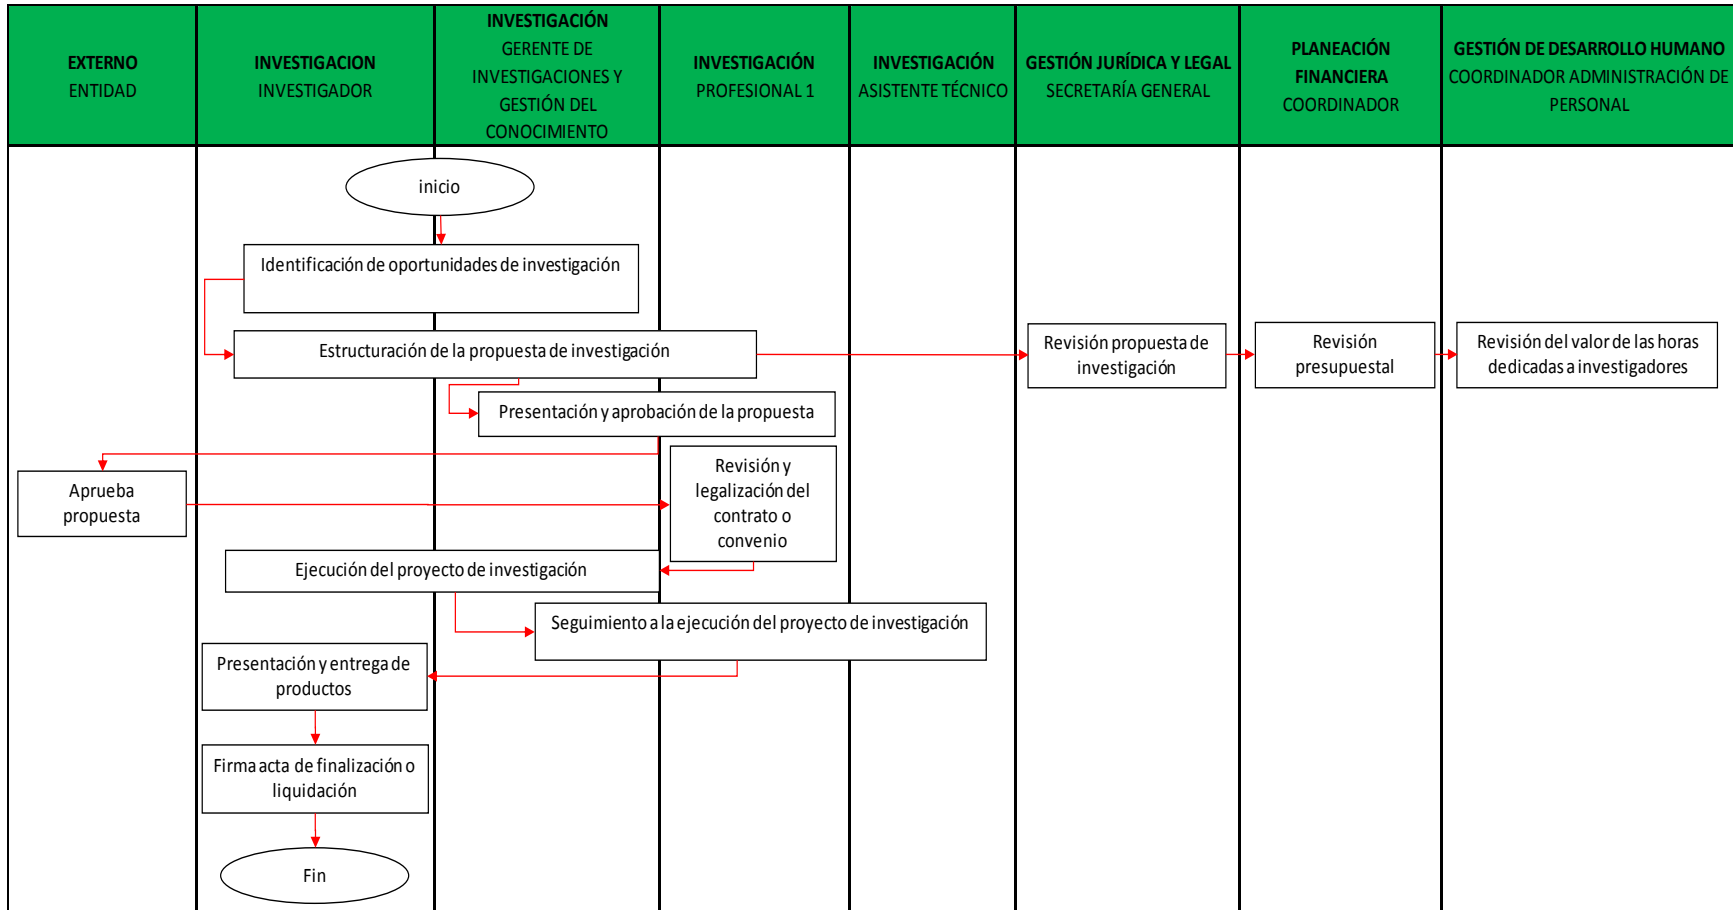 EXTERNO
ENTIDAD
INVESTIGACION
INVESTIGADOR
INVESTIGACIÓN
GERENTE DE
INVESTIGACIONES Y
GESTIÓN DEL
CONOCIMIENTO
INVESTIGACIÓN
PROFESIONAL 1
INVESTIGACIÓN
ASISTENTE TÉCNICO
GESTIÓN JURÍDICA Y LEGAL
SECRETARÍA GENERAL
PLANEACIÓN
FINANCIERA
COORDINADOR
GESTIÓN DE DESARROLLO HUMANO
COORDINADOR ADMINISTRACIÓN DE
PERSONAL
inicio
Identificación de oportunidades de investigación
Estructuración de la propuesta de investigación
Revisión propuesta de
investigación
Revisión
presupuestal
Revisión del valor de las horas
dedicadas a investigadores
Presentación y aprobación de la propuesta
Aprueba
propuesta
Revisión y
legalización del
contrato o
convenio
Ejecución del proyecto de investigación
Seguimiento a la ejecución del proyecto de investigación
Presentación y entrega de
productos
Firma acta de finalización o
liquidación
Fin